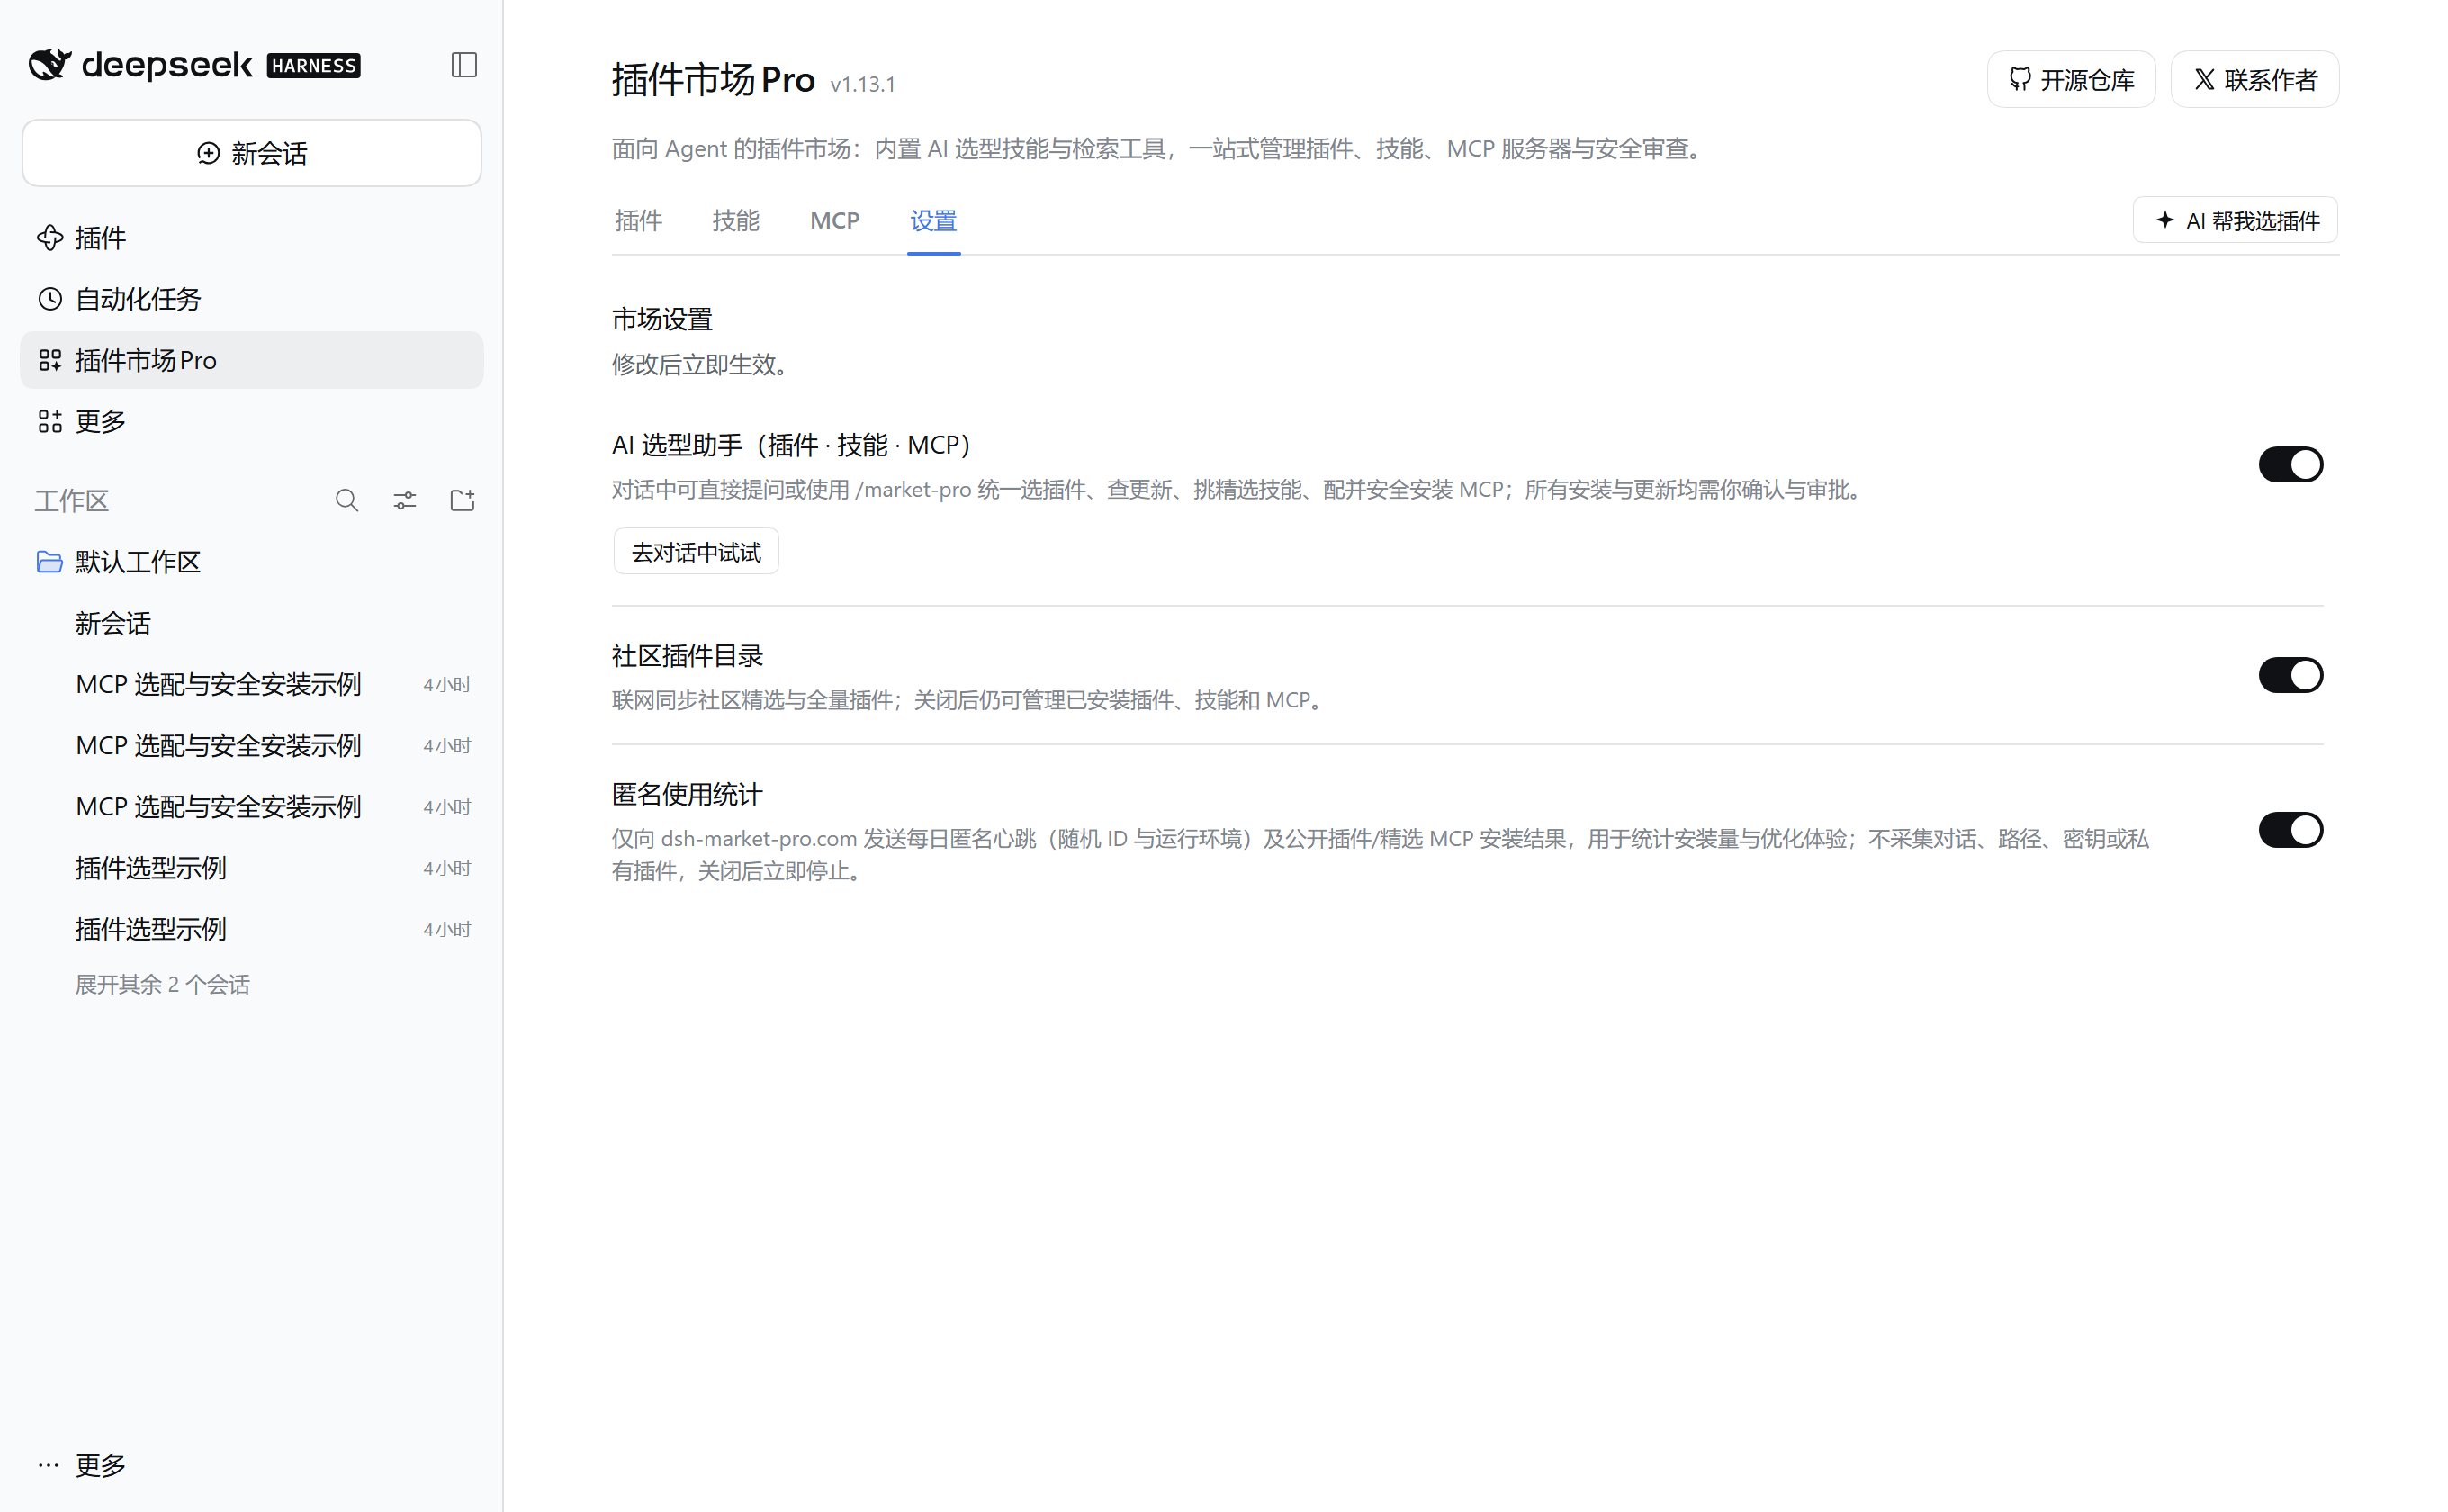 deepseek HARNESS
新会话
插件
自动化任务
插件市场Pro
更多
工作区
默认工作区
新会话
MCP 选配与安全安装示例 4小时
MCP 选配与安全安装示例 4小时
MCP 选配与安全安装示例 4小时
插件选型示例 4小时
插件选型示例 4小时
展开其余 2 个会话
更多
插件市场Pro v1.13.1
开源仓库
联系作者
面向 Agent 的插件市场：内置 AI 选型技能与检索工具，一站式管理插件、技能、MCP 服务器与安全审查。
插件 技能 MCP 设置
AI 帮我选插件
市场设置
修改后立即生效。
AI 选型助手（插件 · 技能 · MCP）
对话中可直接提问或使用 /market-pro 统一选插件、查更新、挑精选技能、配并安全安装 MCP；所有安装与更新均需你确认与审批。
去对话中试试
社区插件目录
联网同步社区精选与全量插件；关闭后仍可管理已安装插件、技能和 MCP。
匿名使用统计
仅向 dsh-market-pro.com 发送每日匿名心跳（随机 ID 与运行环境）及公开插件/精选 MCP 安装结果，用于统计安装量与优化体验；不采集对话、路径、密钥或私
有插件，关闭后立即停止。